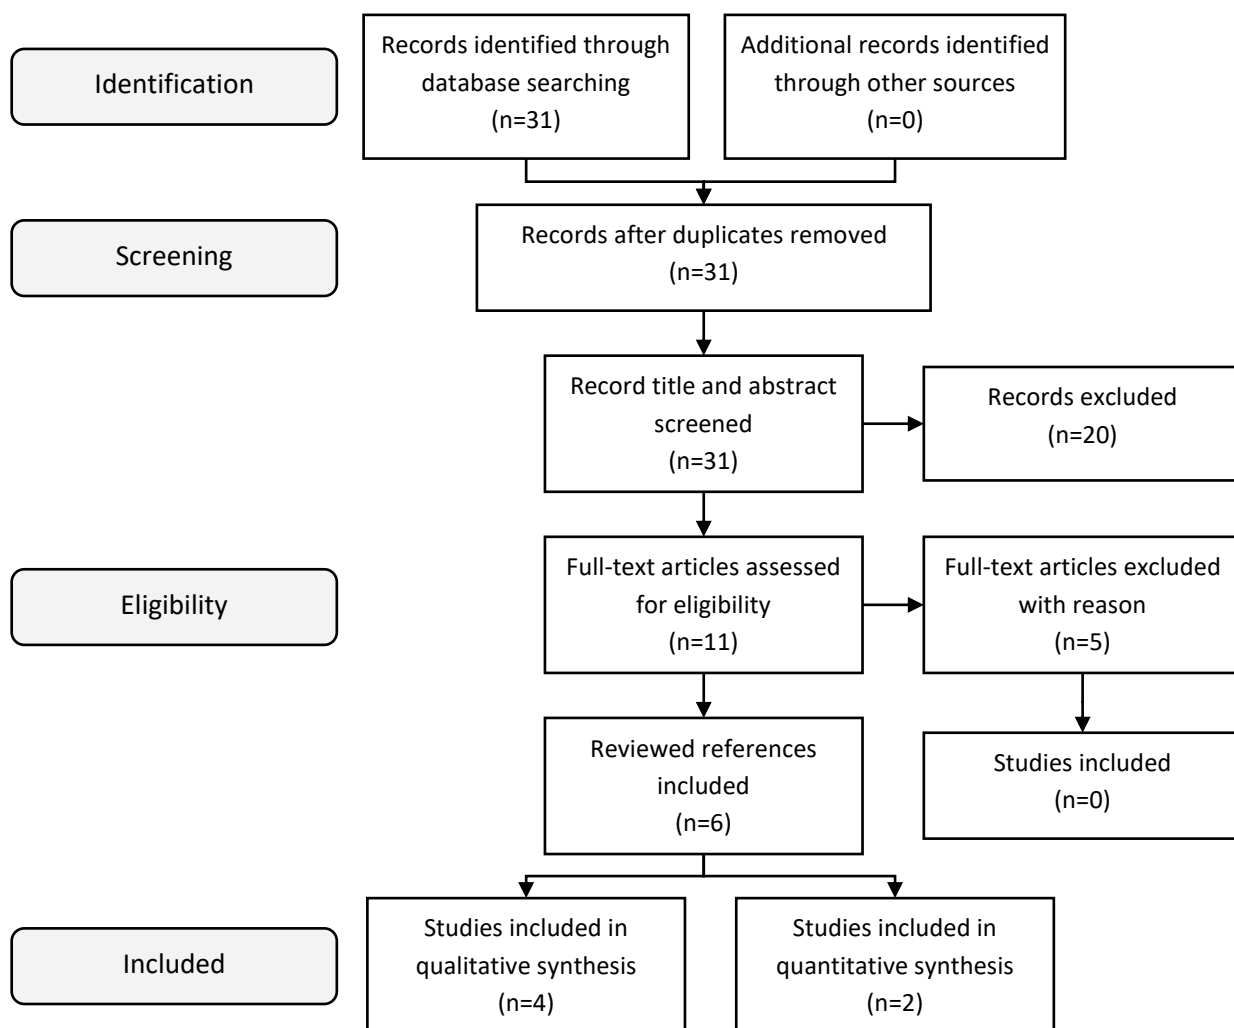 Identification
Records identified through
database searching
(n=31)
Additional records identified
through other sources
(n=0)
Screening
Records after duplicates removed
(n=31)
Record title and abstract
screened
(n=31)
Records excluded
(n=20)
Eligibility
Full-text articles assessed
for eligibility
(n=11)
Full-text articles excluded
with reason
(n=5)
Reviewed references
included
(n=6)
Studies included
(n=0)
Included
Studies included in
qualitative synthesis
(n=4)
Studies included in
quantitative synthesis
(n=2)